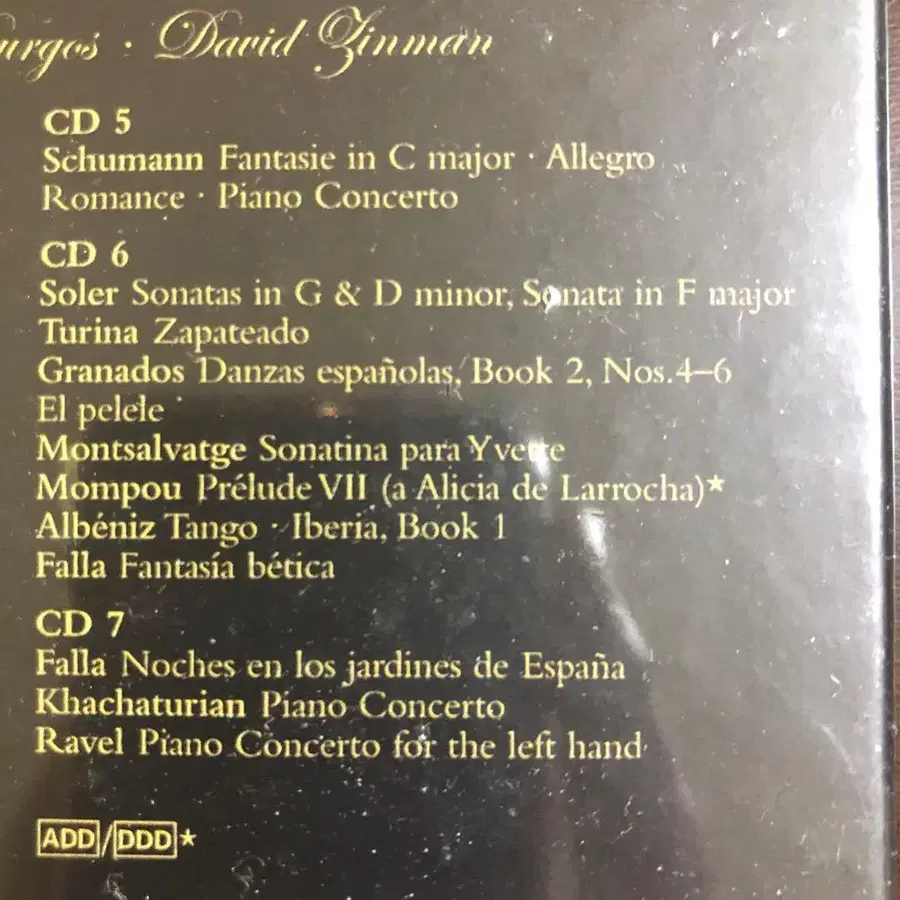 urgos · David Zinman
CD 5
Schumann Fantasie in C major · Allegro
Romance · Piano Concerto
CD 6
Soler Sonatas in G & D minor, Sonata in F major
Turina Zapateado
Granados Danzas españolas, Book 2, Nos.4–6
El pelele
Montsalvatge Sonatina para Yvette
Mompou Prélude VII (a Alicia de Larrocha)★
Albéniz Tango · Iberia, Book 1
Falla Fantasía bética
CD 7
Falla Noches en los jardines de España
Khachaturian Piano Concerto
Ravel Piano Concerto for the left hand
ADD/DDD★